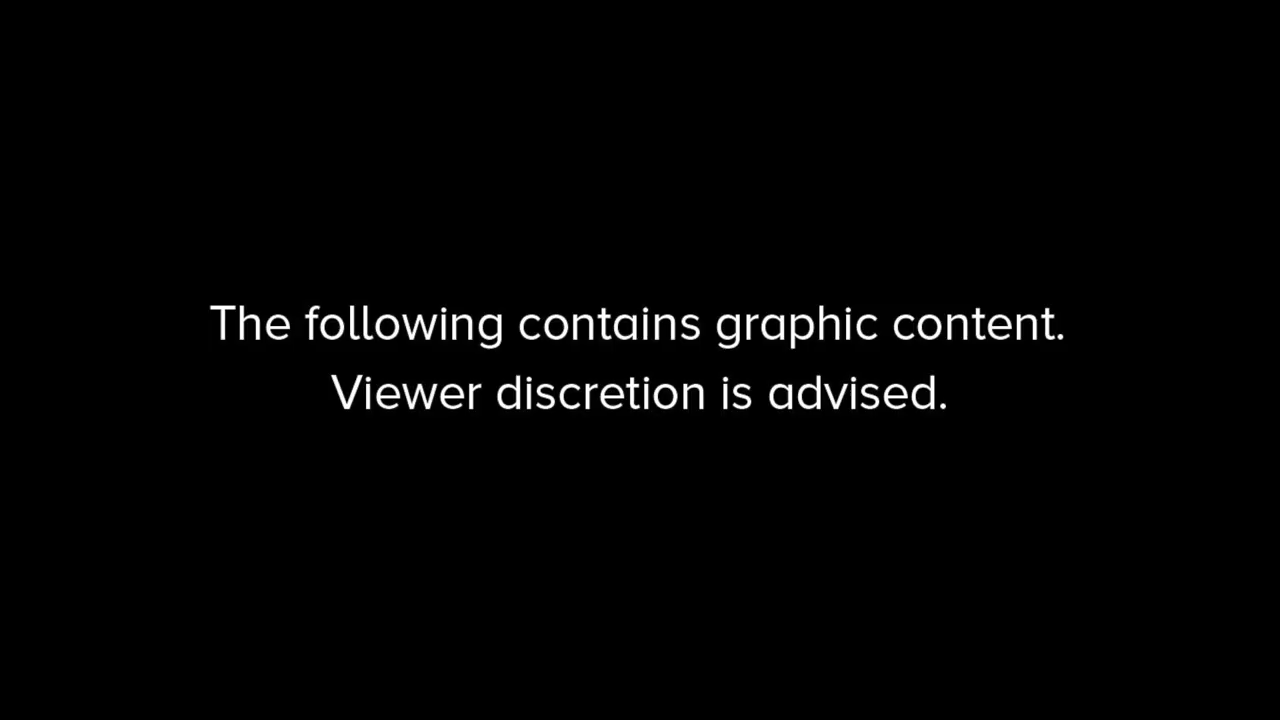 The following contains graphic content.
Viewer discretion is advised.